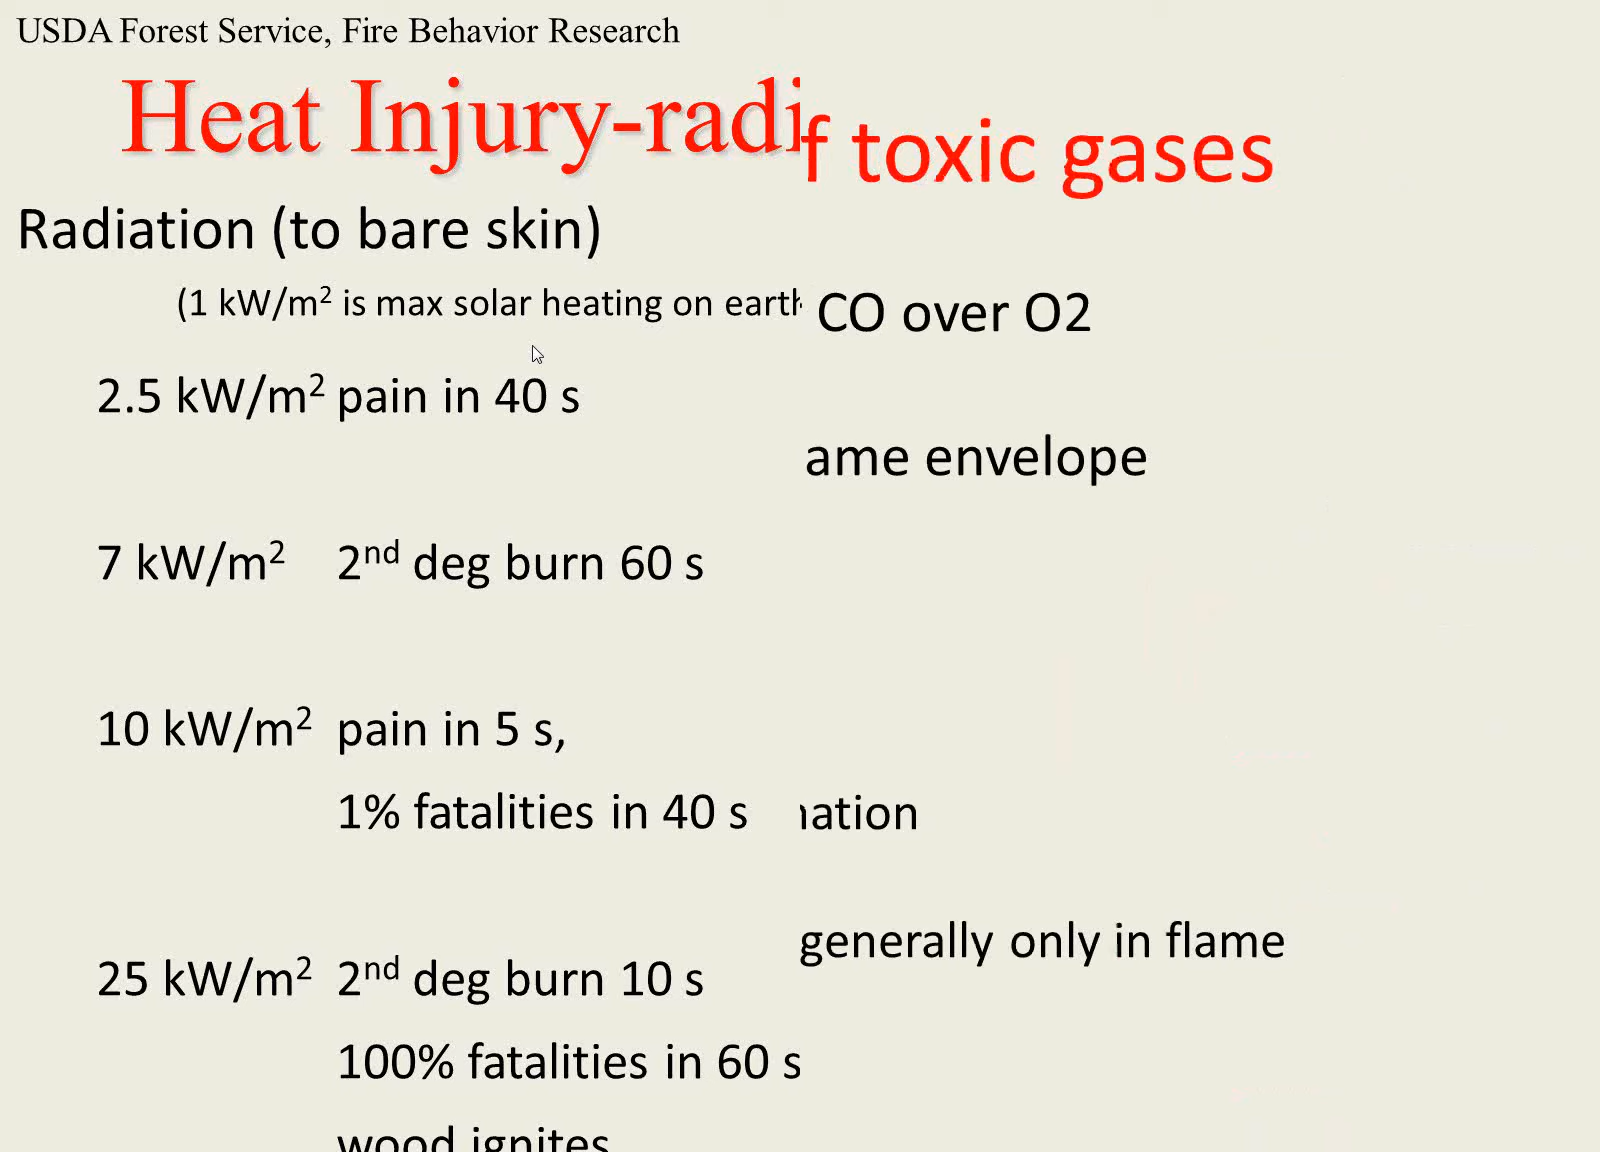 USDA Forest Service, Fire Behavior Research
Heat Injury-radi
f toxic gases
Radiation (to bare skin)
(1 kW/m² is max solar heating on earth
CO over O2
2.5 kW/m² pain in 40 s
ame envelope
7 kW/m² 2nd deg burn 60 s
10 kW/m² pain in 5 s,
1% fatalities in 40 s
ation
generally only in flame
25 kW/m² 2nd deg burn 10 s
100% fatalities in 60 s
wood ignites